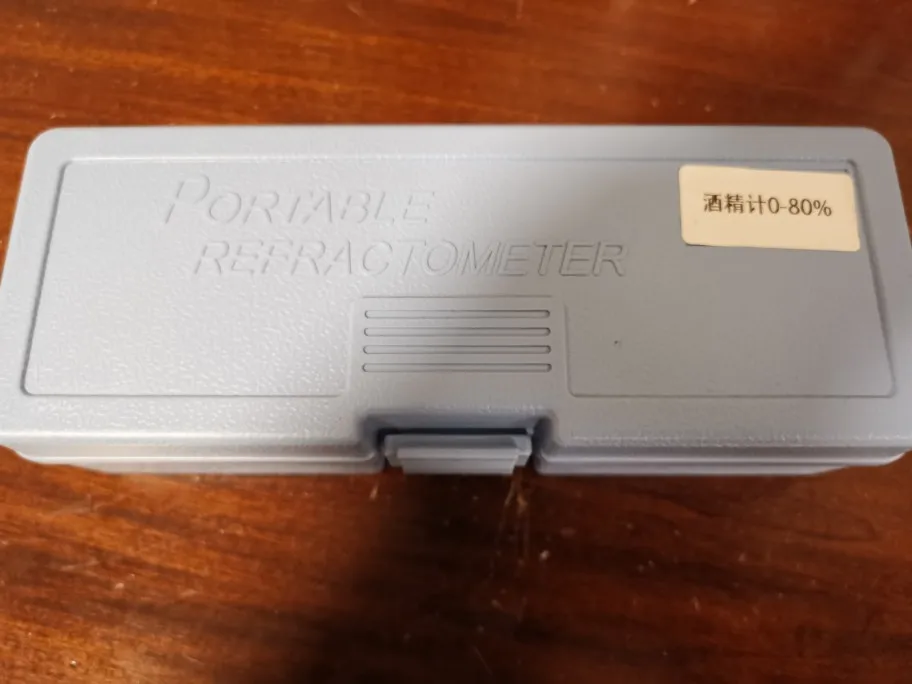 PORTABLE
REFRACTOMETER
酒精计0-80%